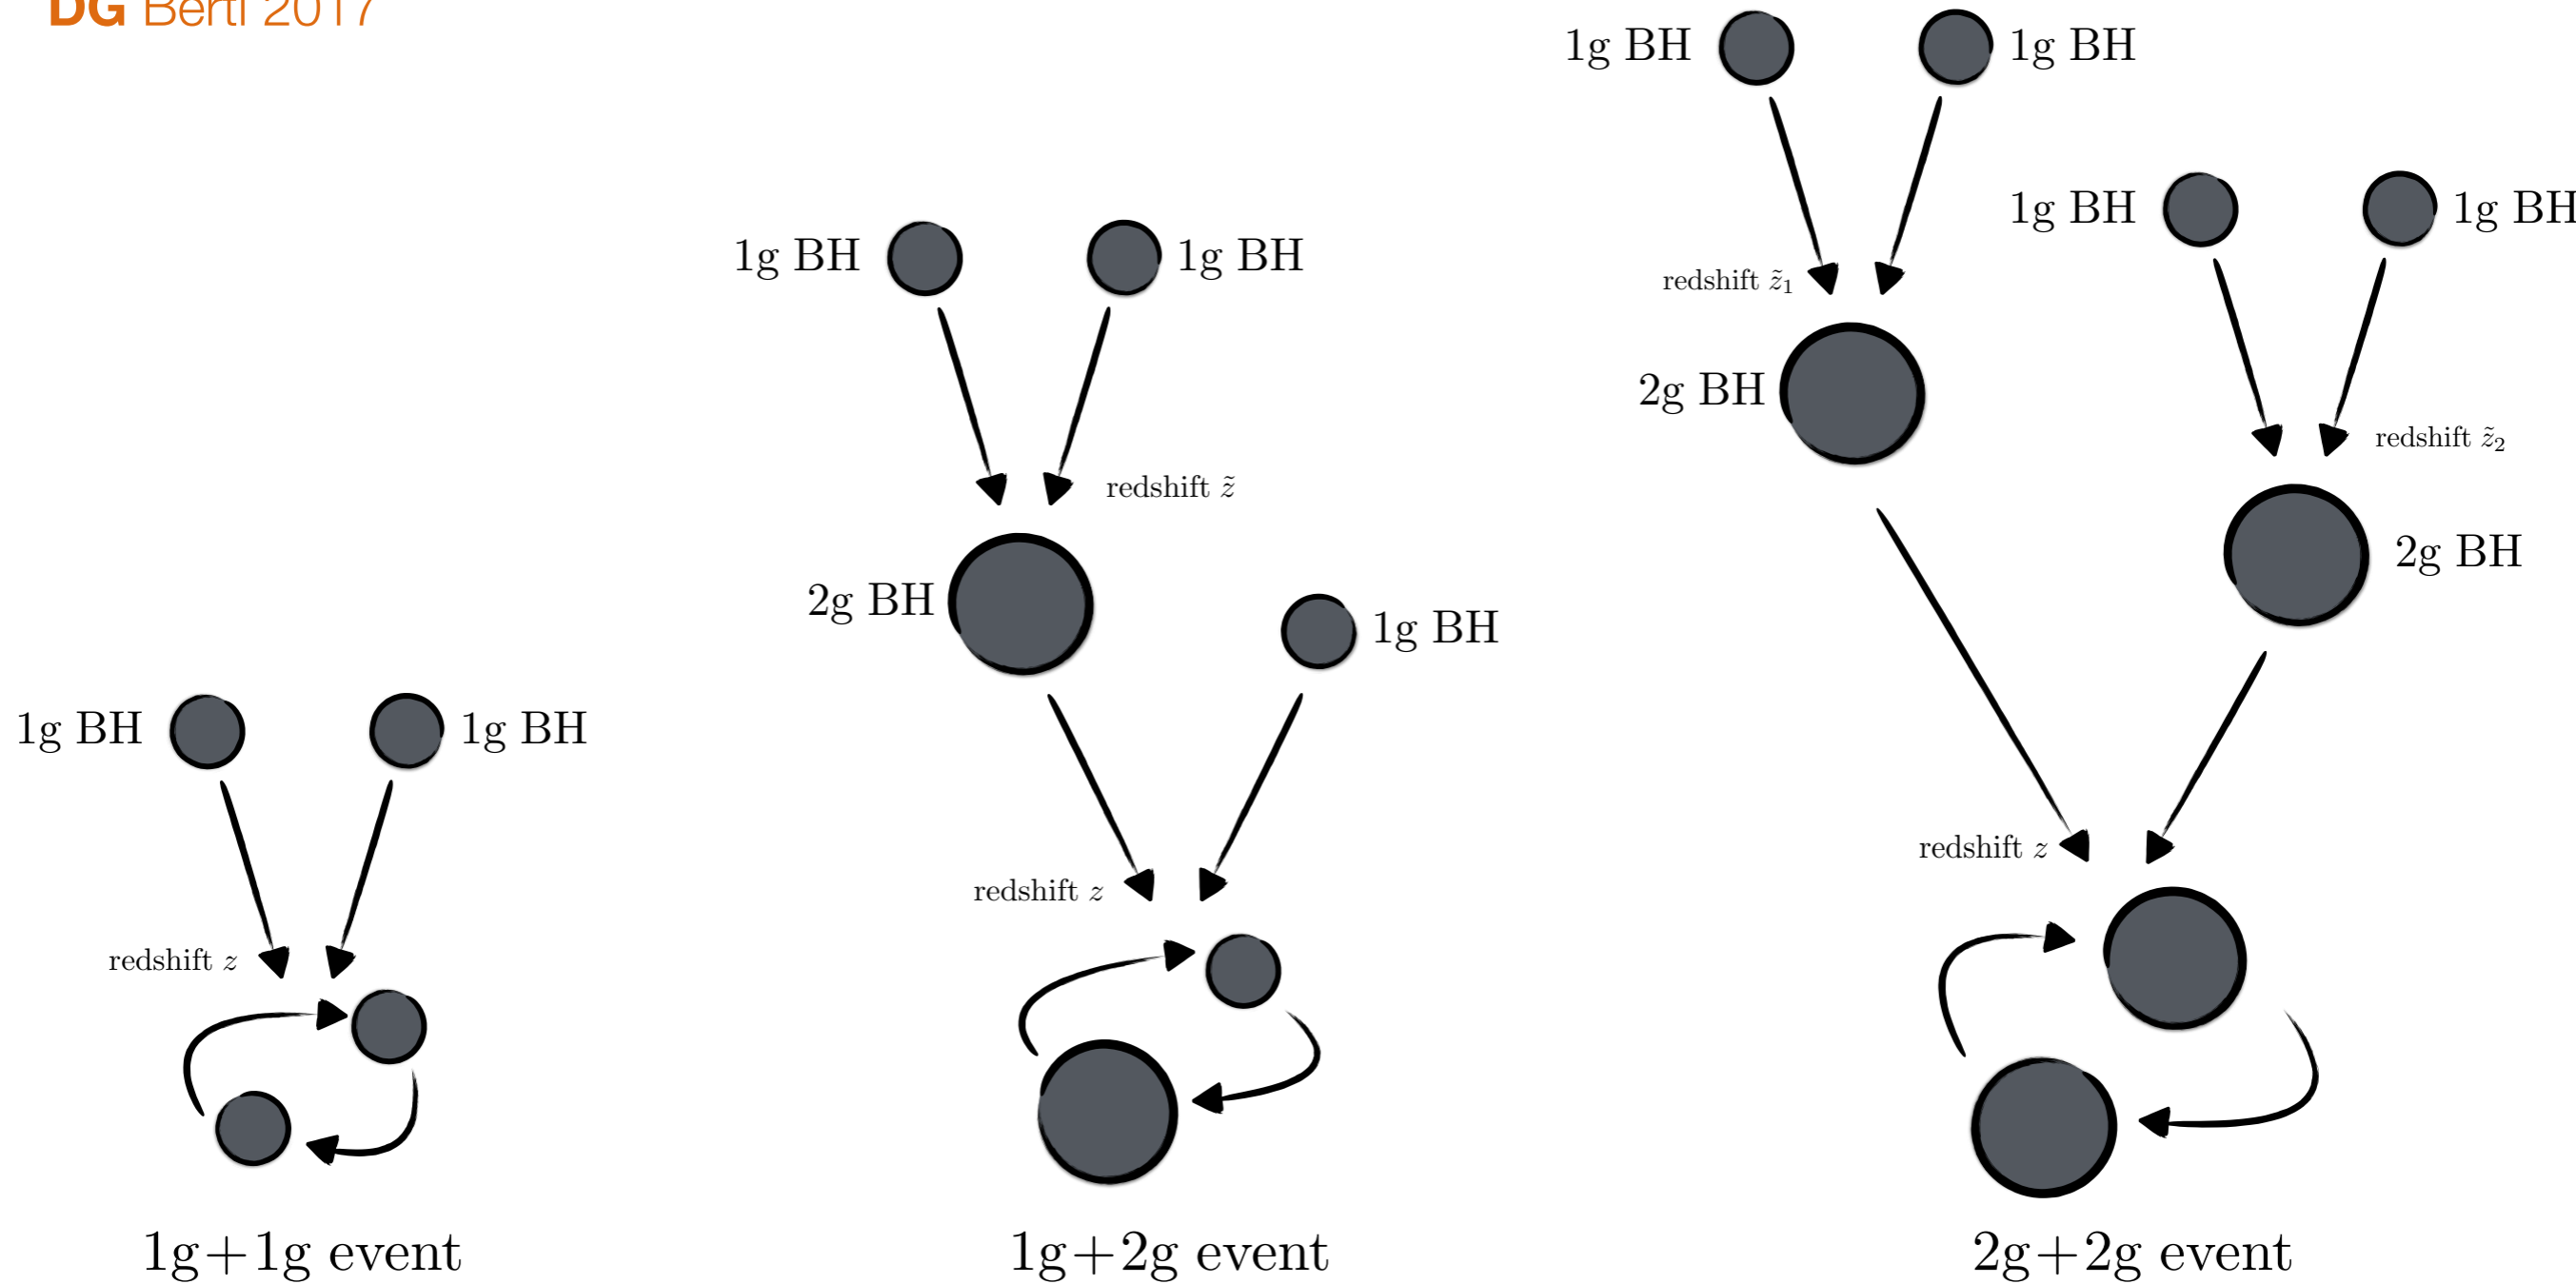 DG Berti 2017
1g BH 1g BH
redshift z
1g+1g event
1g BH 1g BH
redshift z̃
2g BH 1g BH
redshift z
1g+2g event
1g BH 1g BH
1g BH 1g BH
redshift z̃₁
2g BH
redshift z̃₂
2g BH
redshift z
2g+2g event